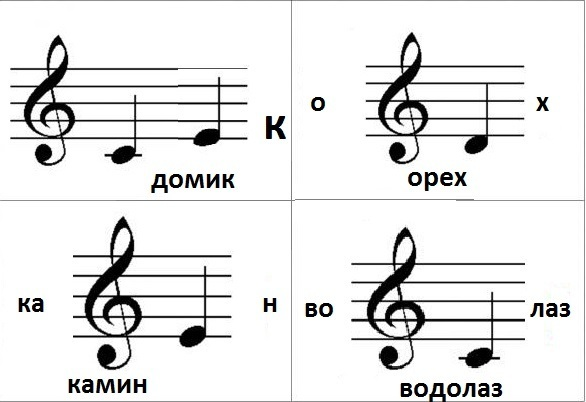 к
домик
о х
орех
ка н
камин
во лаз
водолаз